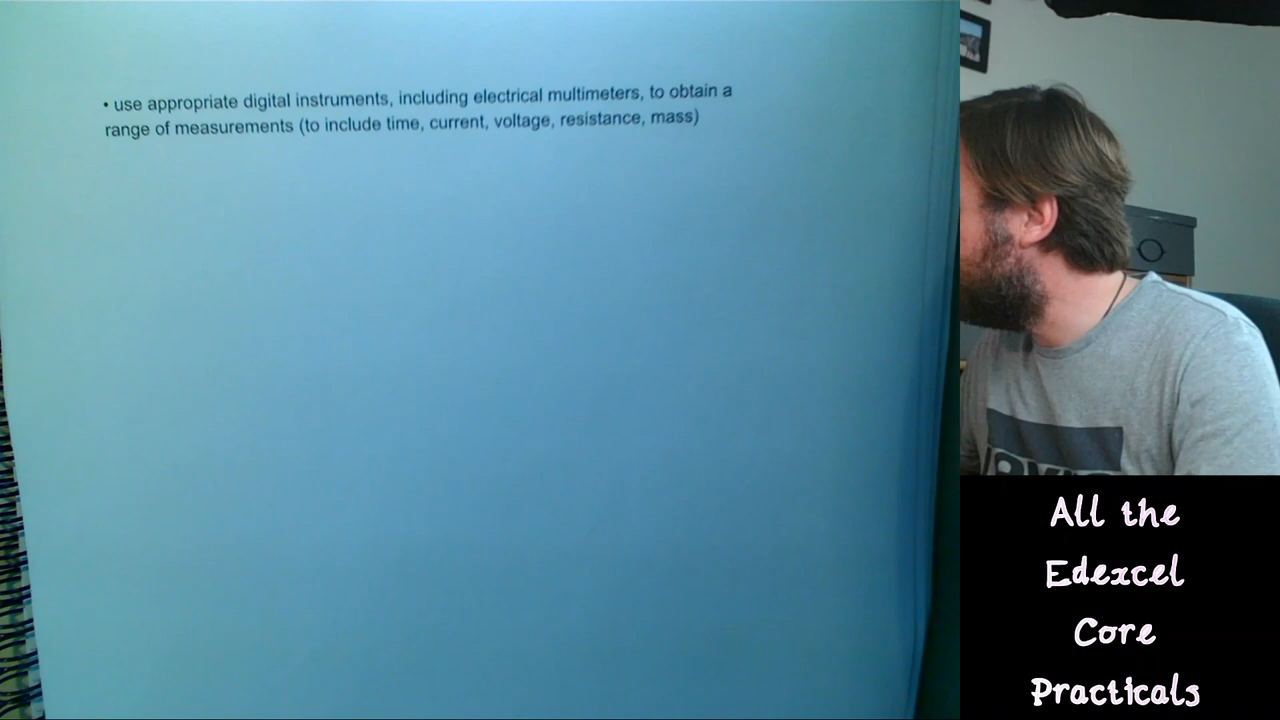 • use appropriate digital instruments, including electrical multimeters, to obtain a
range of measurements (to include time, current, voltage, resistance, mass)
All the
Edexcel
Core
Practicals